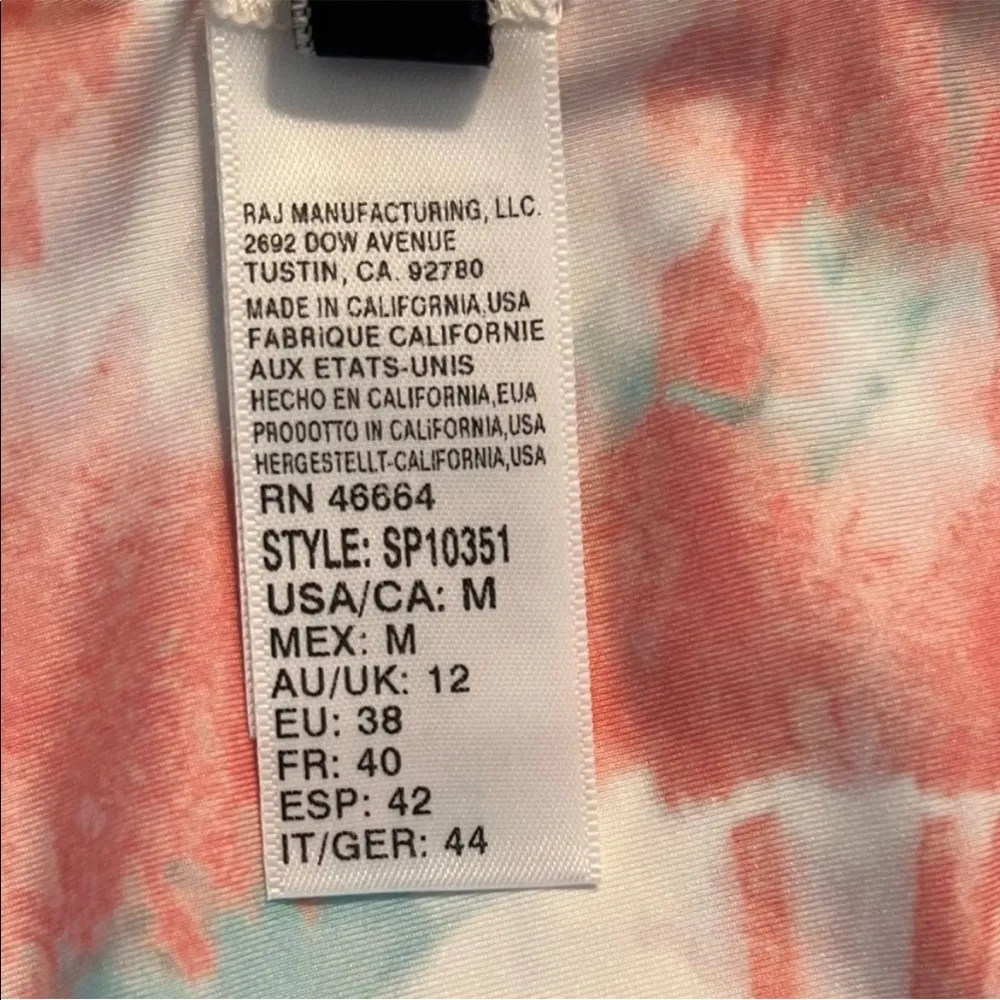 RAJ MANUFACTURING, LLC.
2692 DOW AVENUE
TUSTIN, CA. 92780
MADE IN CALIFORNIA,USA
FABRIQUE CALIFORNIE
AUX ETATS-UNIS
HECHO EN CALIFORNIA,EUA
PRODOTTO IN CALIFORNIA,USA
HERGESTELLT-CALIFORNIA,USA
RN 46664
STYLE: SP10351
USA/CA: M
MEX: M
AU/UK: 12
EU: 38
FR: 40
ESP: 42
IT/GER: 44